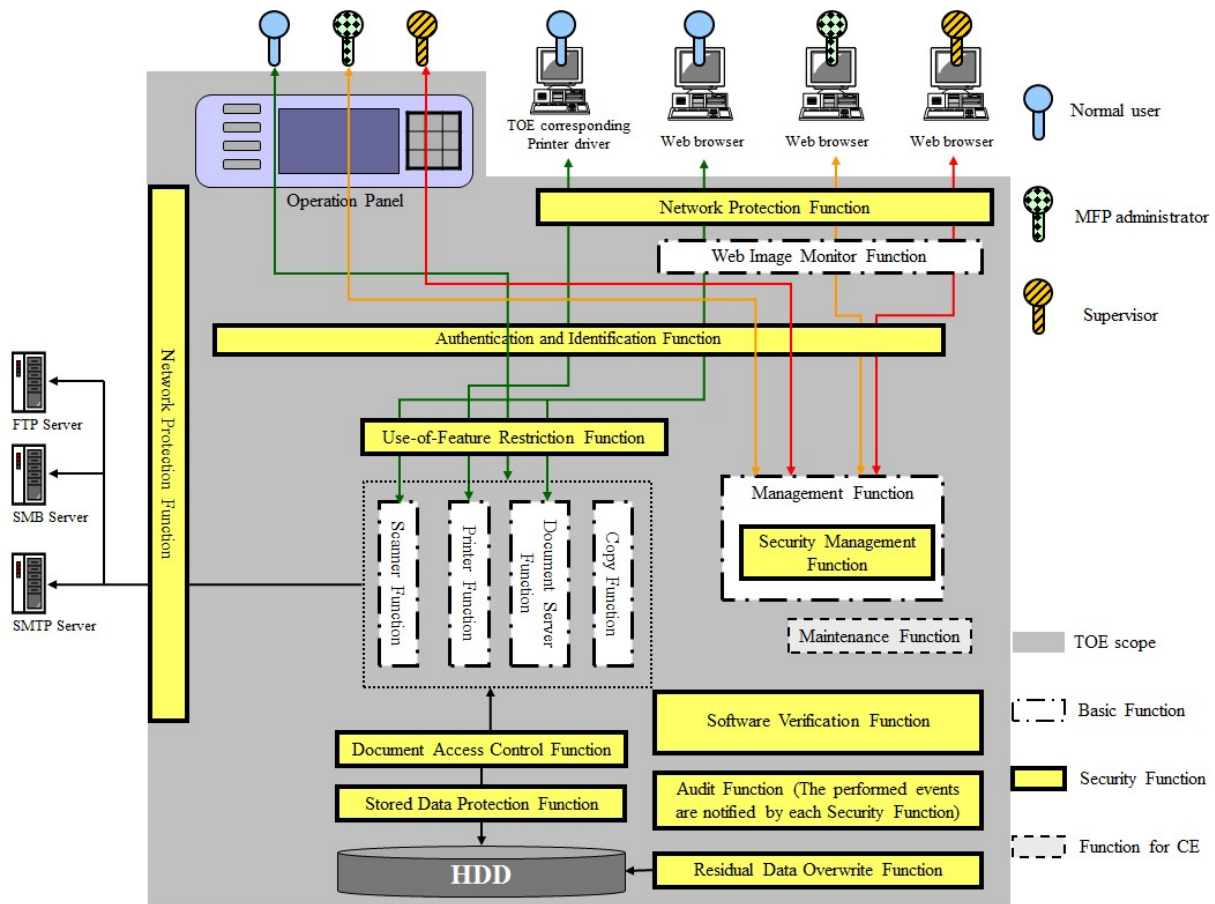 TOE corresponding
Printer driver
Web browser
Web browser
Web browser
Normal user
Operation Panel
Network Protection Function
MFP administrator
Web Image Monitor Function
Supervisor
Authentication and Identification Function
Network Protection Function
FTP Server
SMB Server
SMTP Server
Use-of-Feature Restriction Function
Scanner Function
Printer Function
Document Server
Function
Copy Function
Management Function
Security Management
Function
Maintenance Function
TOE scope
Basic Function
Security Function
Function for CE
Software Verification Function
Document Access Control Function
Audit Function (The performed events
are notified by each Security Function)
Stored Data Protection Function
HDD
Residual Data Overwrite Function